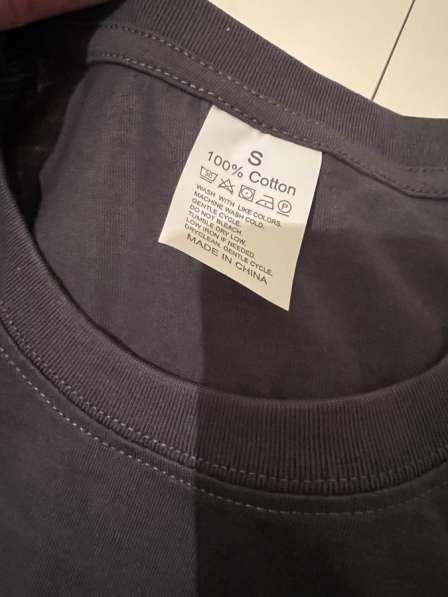 S
100% Cotton
WASH WITH LIKE COLORS.
MACHINE WASH COLD.
GENTLE CYCLE.
DO NOT BLEACH.
TUMBLE DRY LOW.
LOW IRON IF NEEDED.
DRYCLEAN, GENTLE CYCLE.
MADE IN CHINA